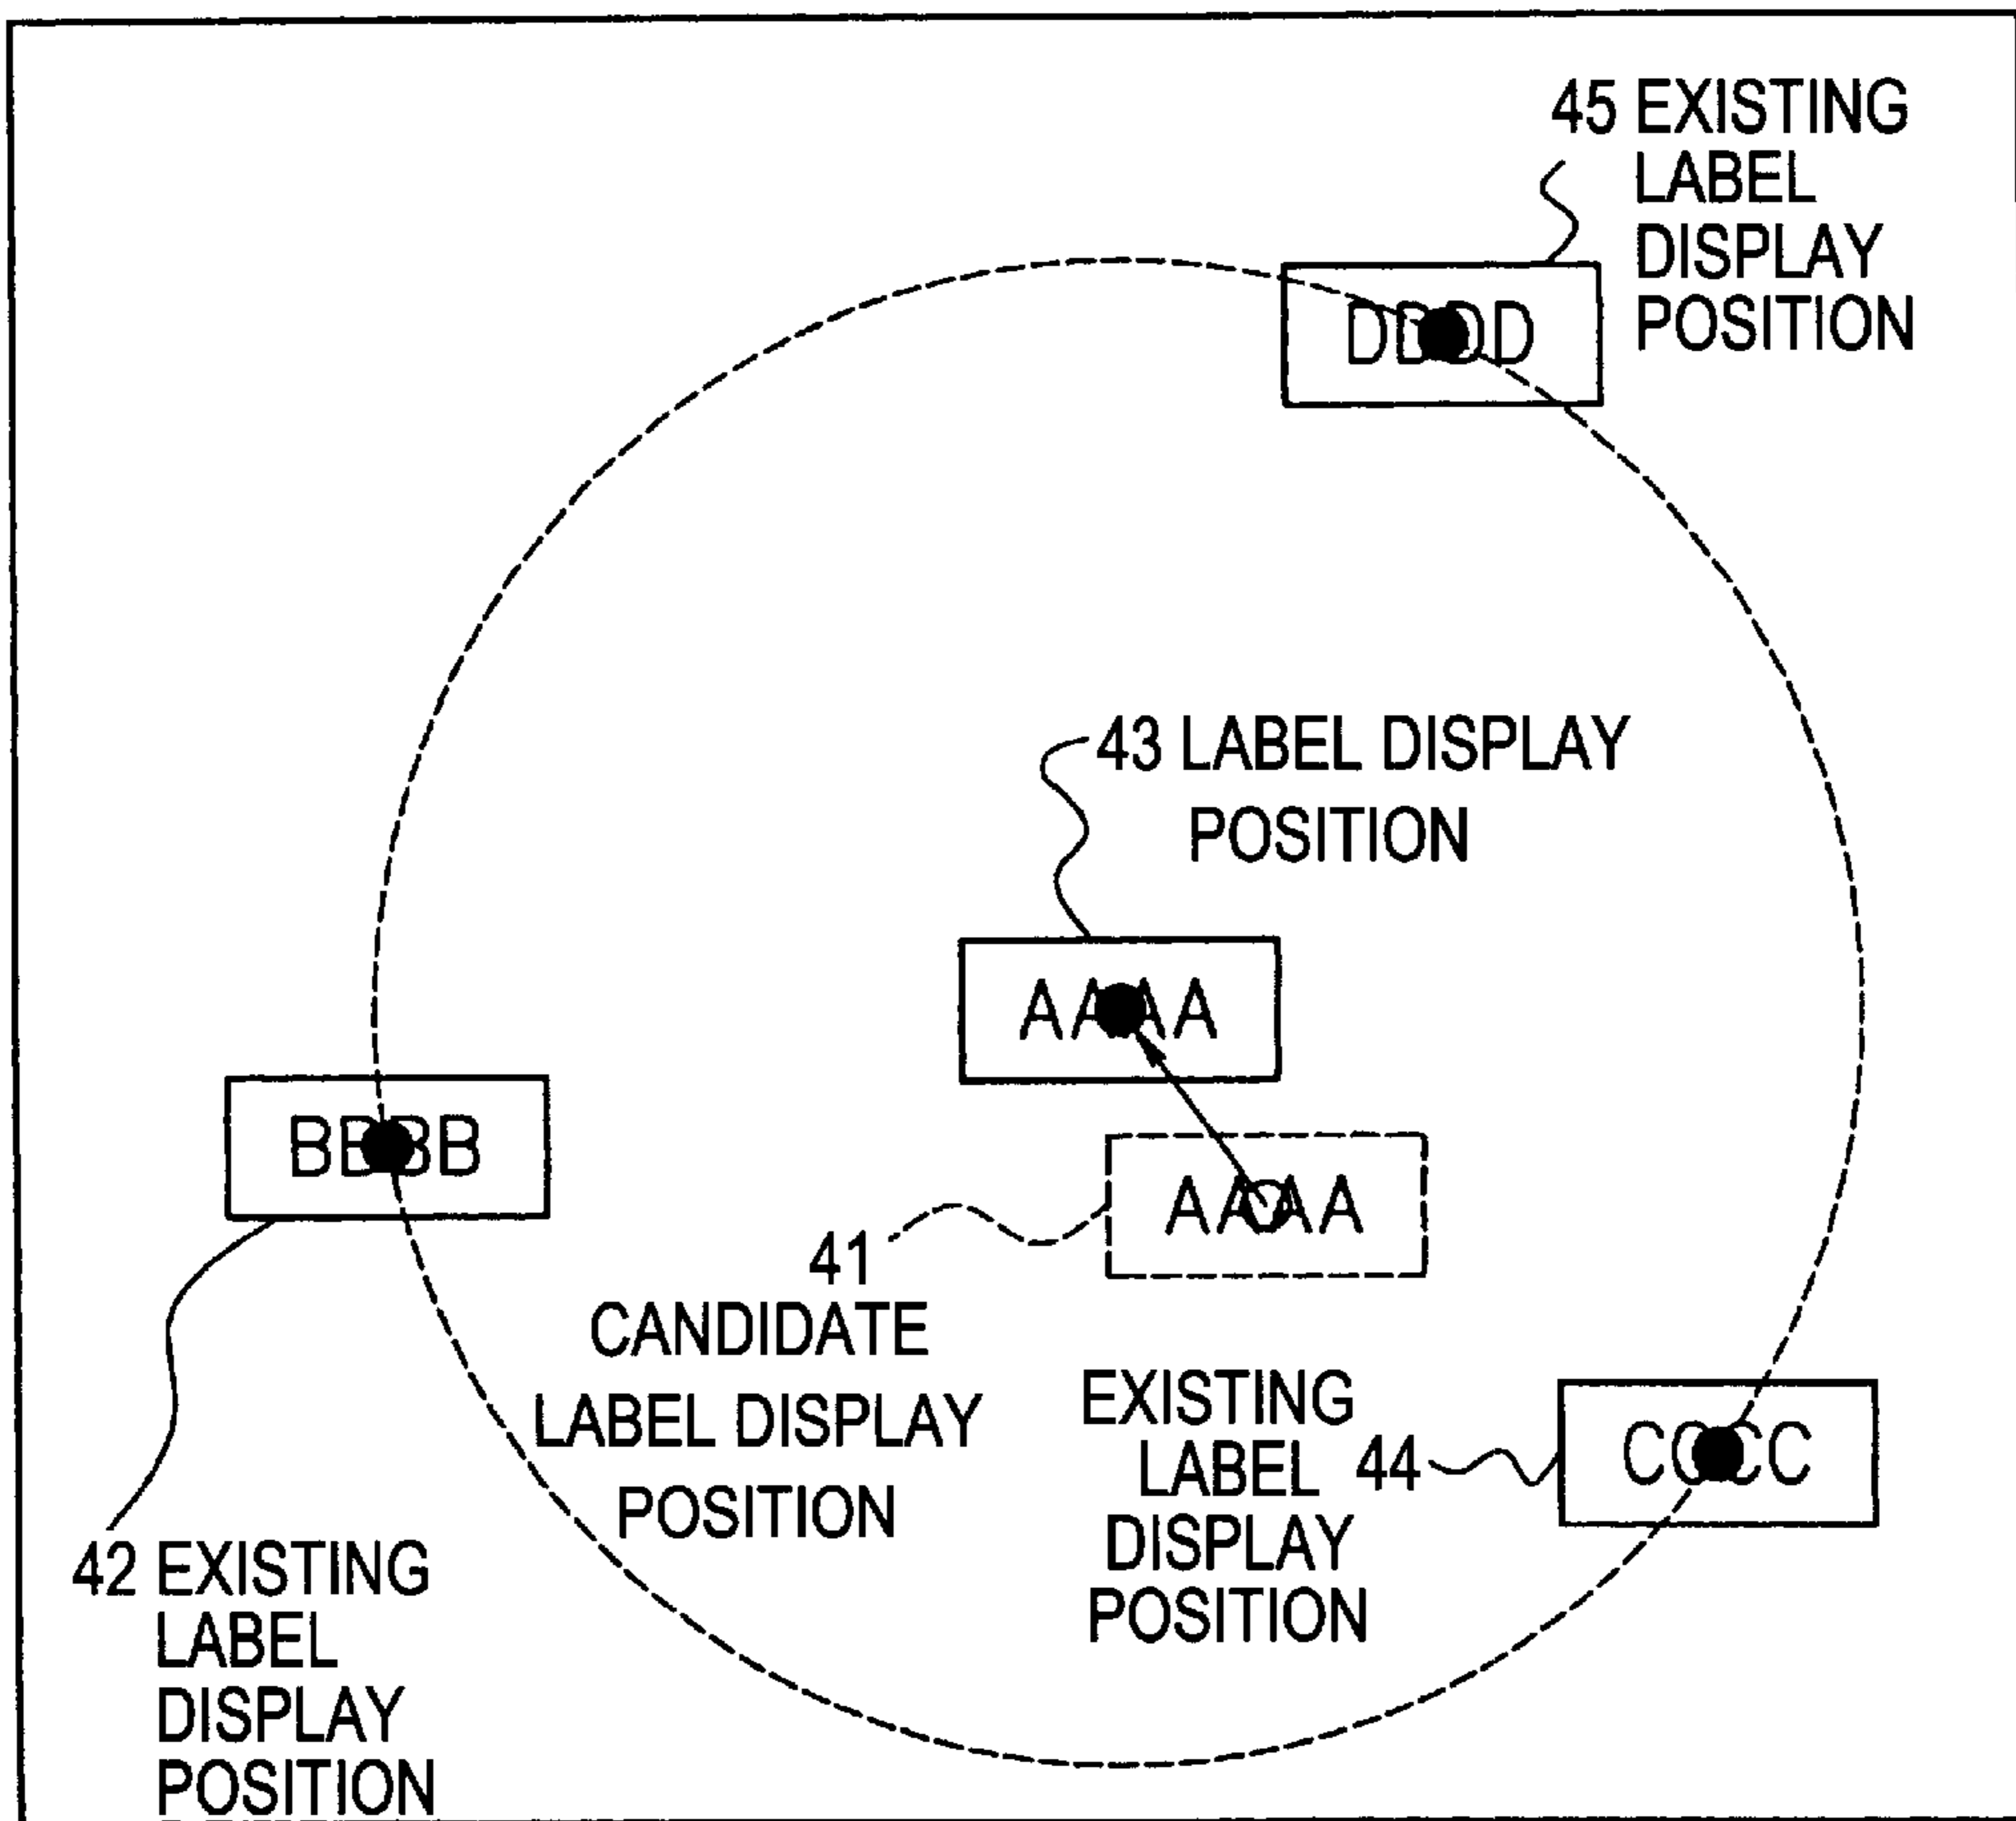 45 EXISTING
LABEL
DISPLAY
POSITION
DDDD
43 LABEL DISPLAY
POSITION
AAAA
BBBB
AAAA
41
CANDIDATE
LABEL DISPLAY
POSITION
EXISTING
LABEL
DISPLAY
POSITION
44
CCCC
42 EXISTING
LABEL
DISPLAY
POSITION